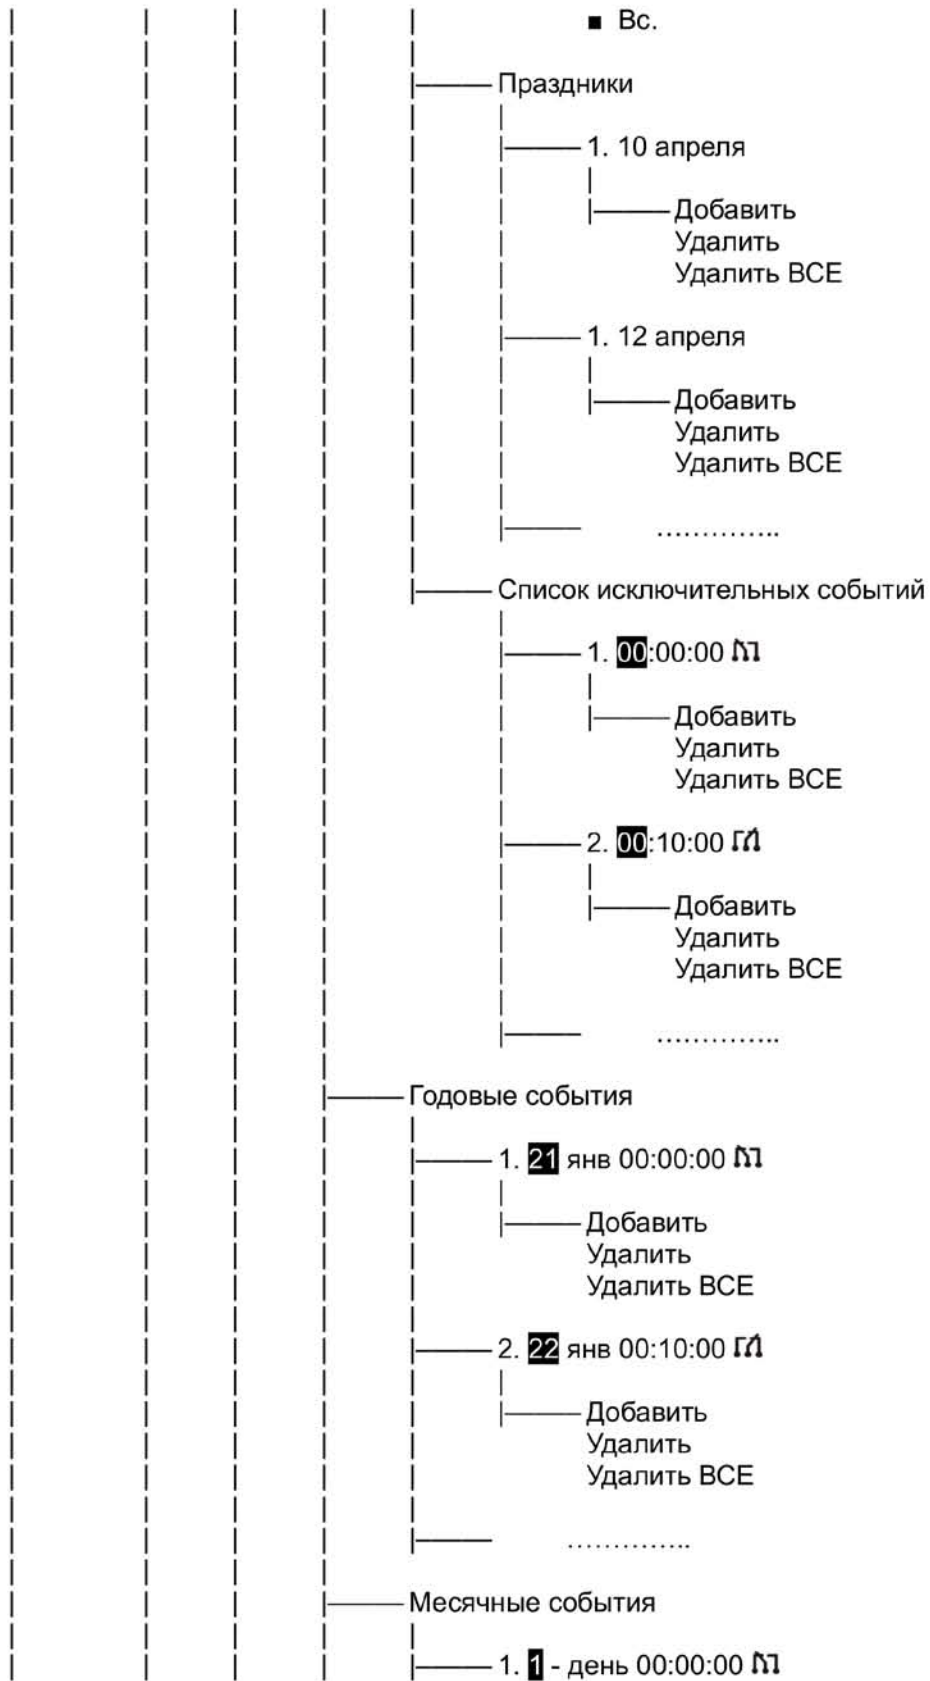 ■ Вс.
Праздники
1. 10 апреля
Добавить
Удалить
Удалить ВСЕ
1. 12 апреля
Добавить
Удалить
Удалить ВСЕ
…………..
Список исключительных событий
1. 00:00:00
Добавить
Удалить
Удалить ВСЕ
2. 00:10:00
Добавить
Удалить
Удалить ВСЕ
…………..
Годовые события
1. 21 янв 00:00:00
Добавить
Удалить
Удалить ВСЕ
2. 22 янв 00:10:00
Добавить
Удалить
Удалить ВСЕ
…………..
Месячные события
1. 1 - день 00:00:00